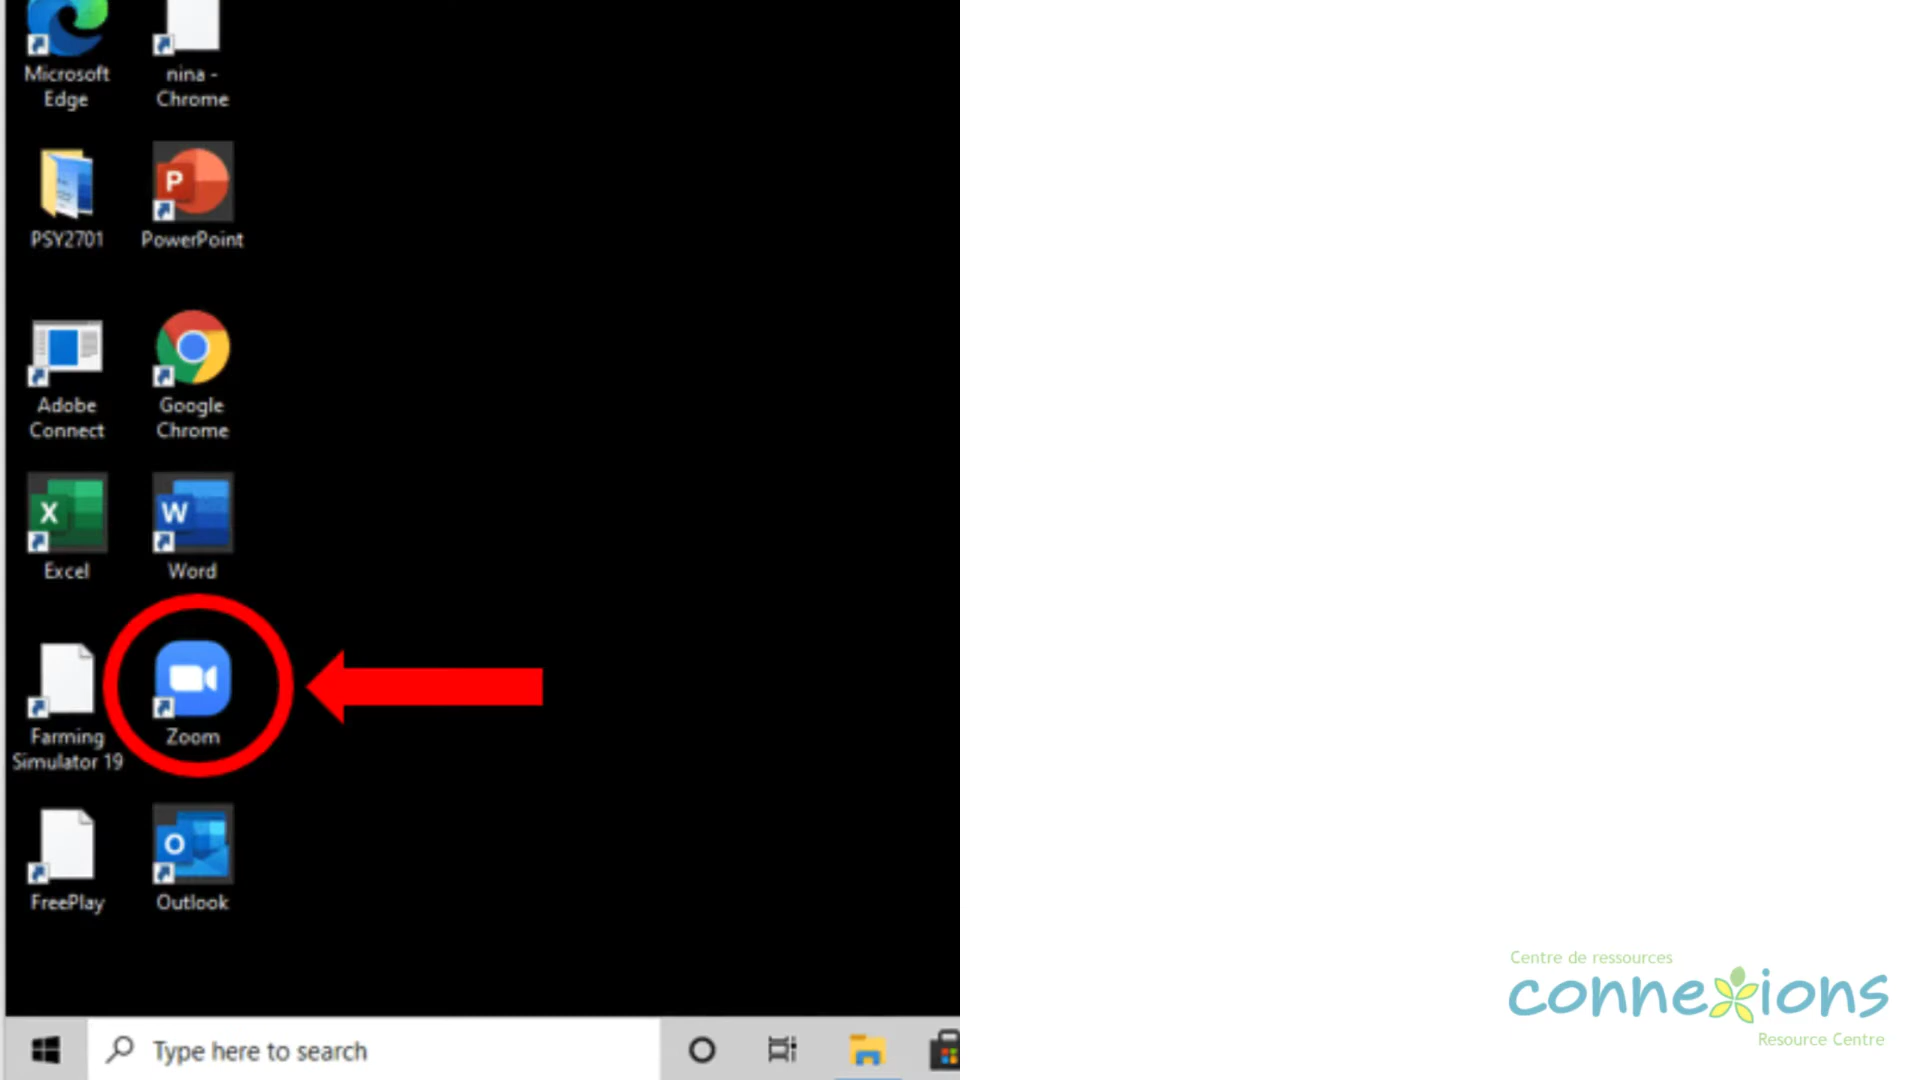 Microsoft
Edge
nina -
Chrome
PSY2701
P
PowerPoint
Adobe
Connect
Google
Chrome
X
Excel
W
Word
Farming
Simulator 19
Zoom
FreePlay
O
Outlook
Type here to search
Centre de ressources
connexions
Resource Centre